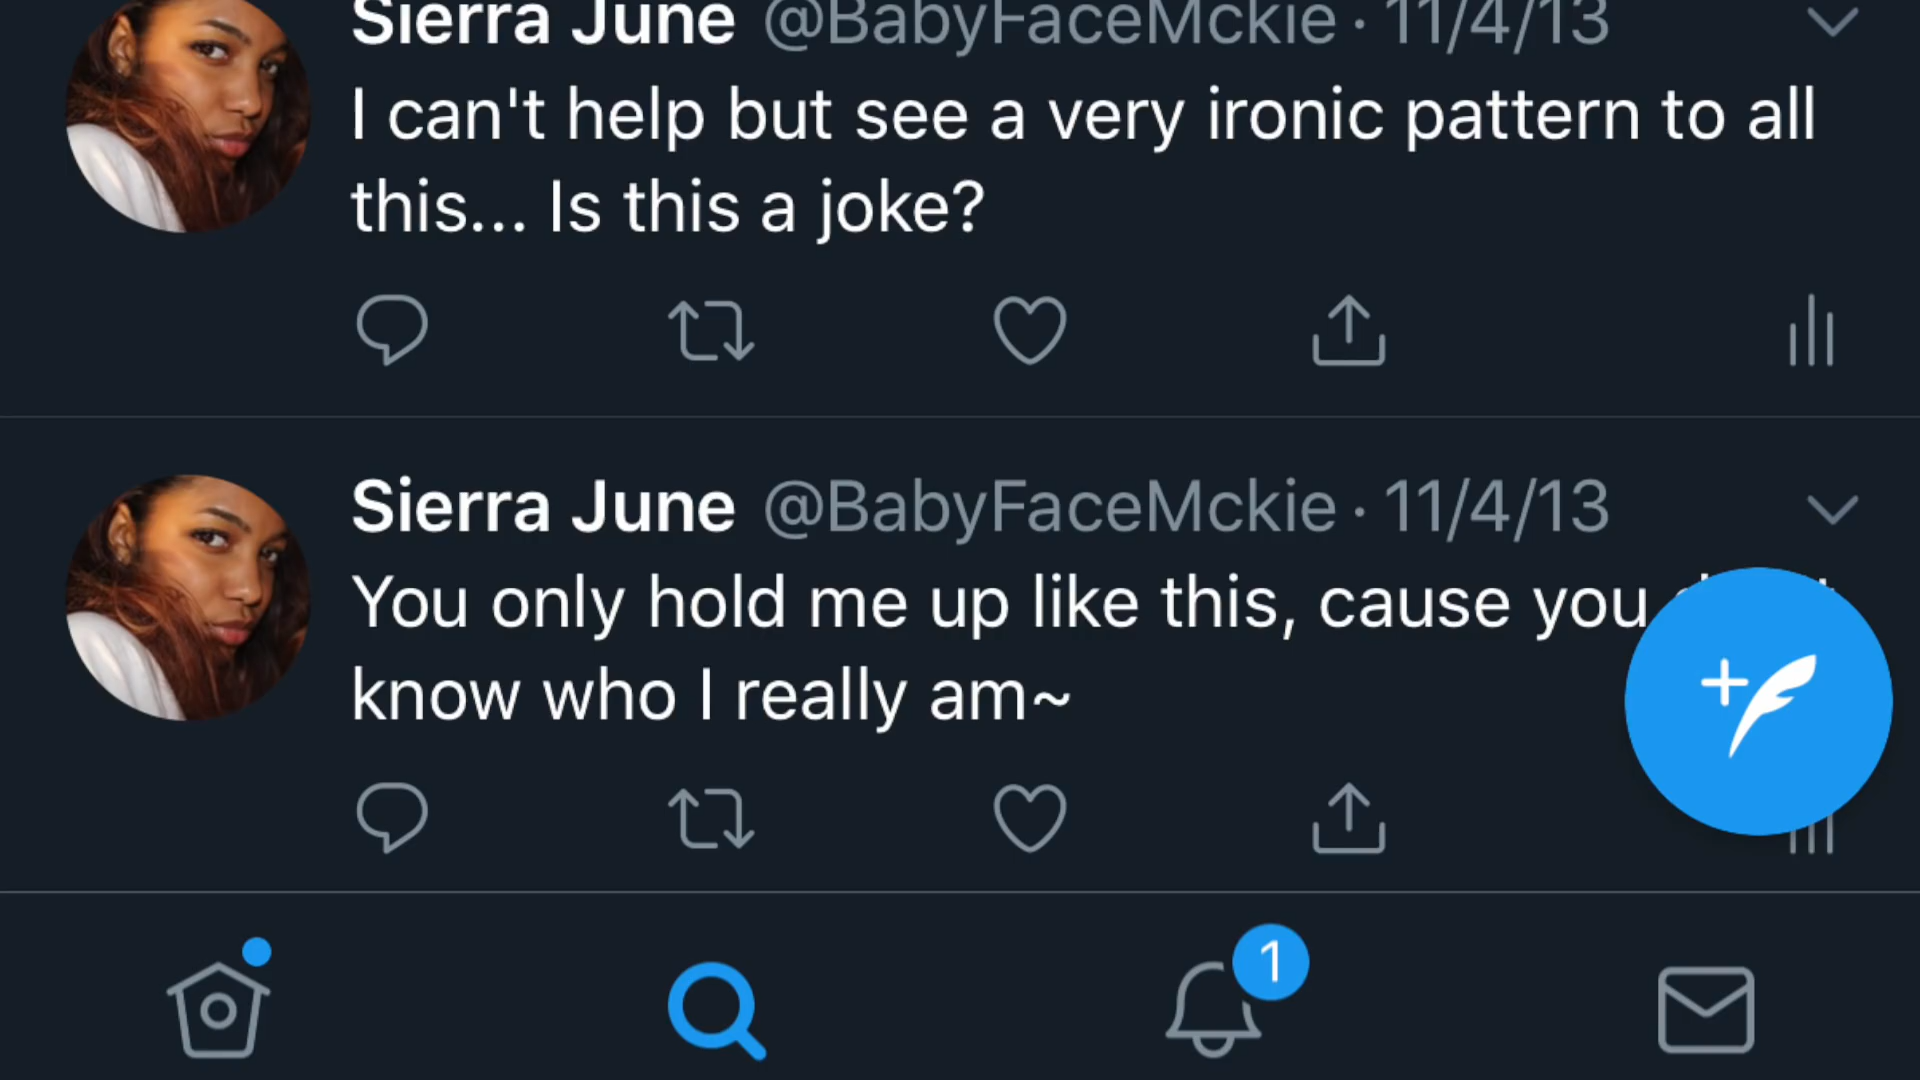 Sierra June @BabyFaceMckie · 11/4/13
I can't help but see a very ironic pattern to all
this... Is this a joke?
Sierra June @BabyFaceMckie · 11/4/13
You only hold me up like this, cause you
know who I really am~
1